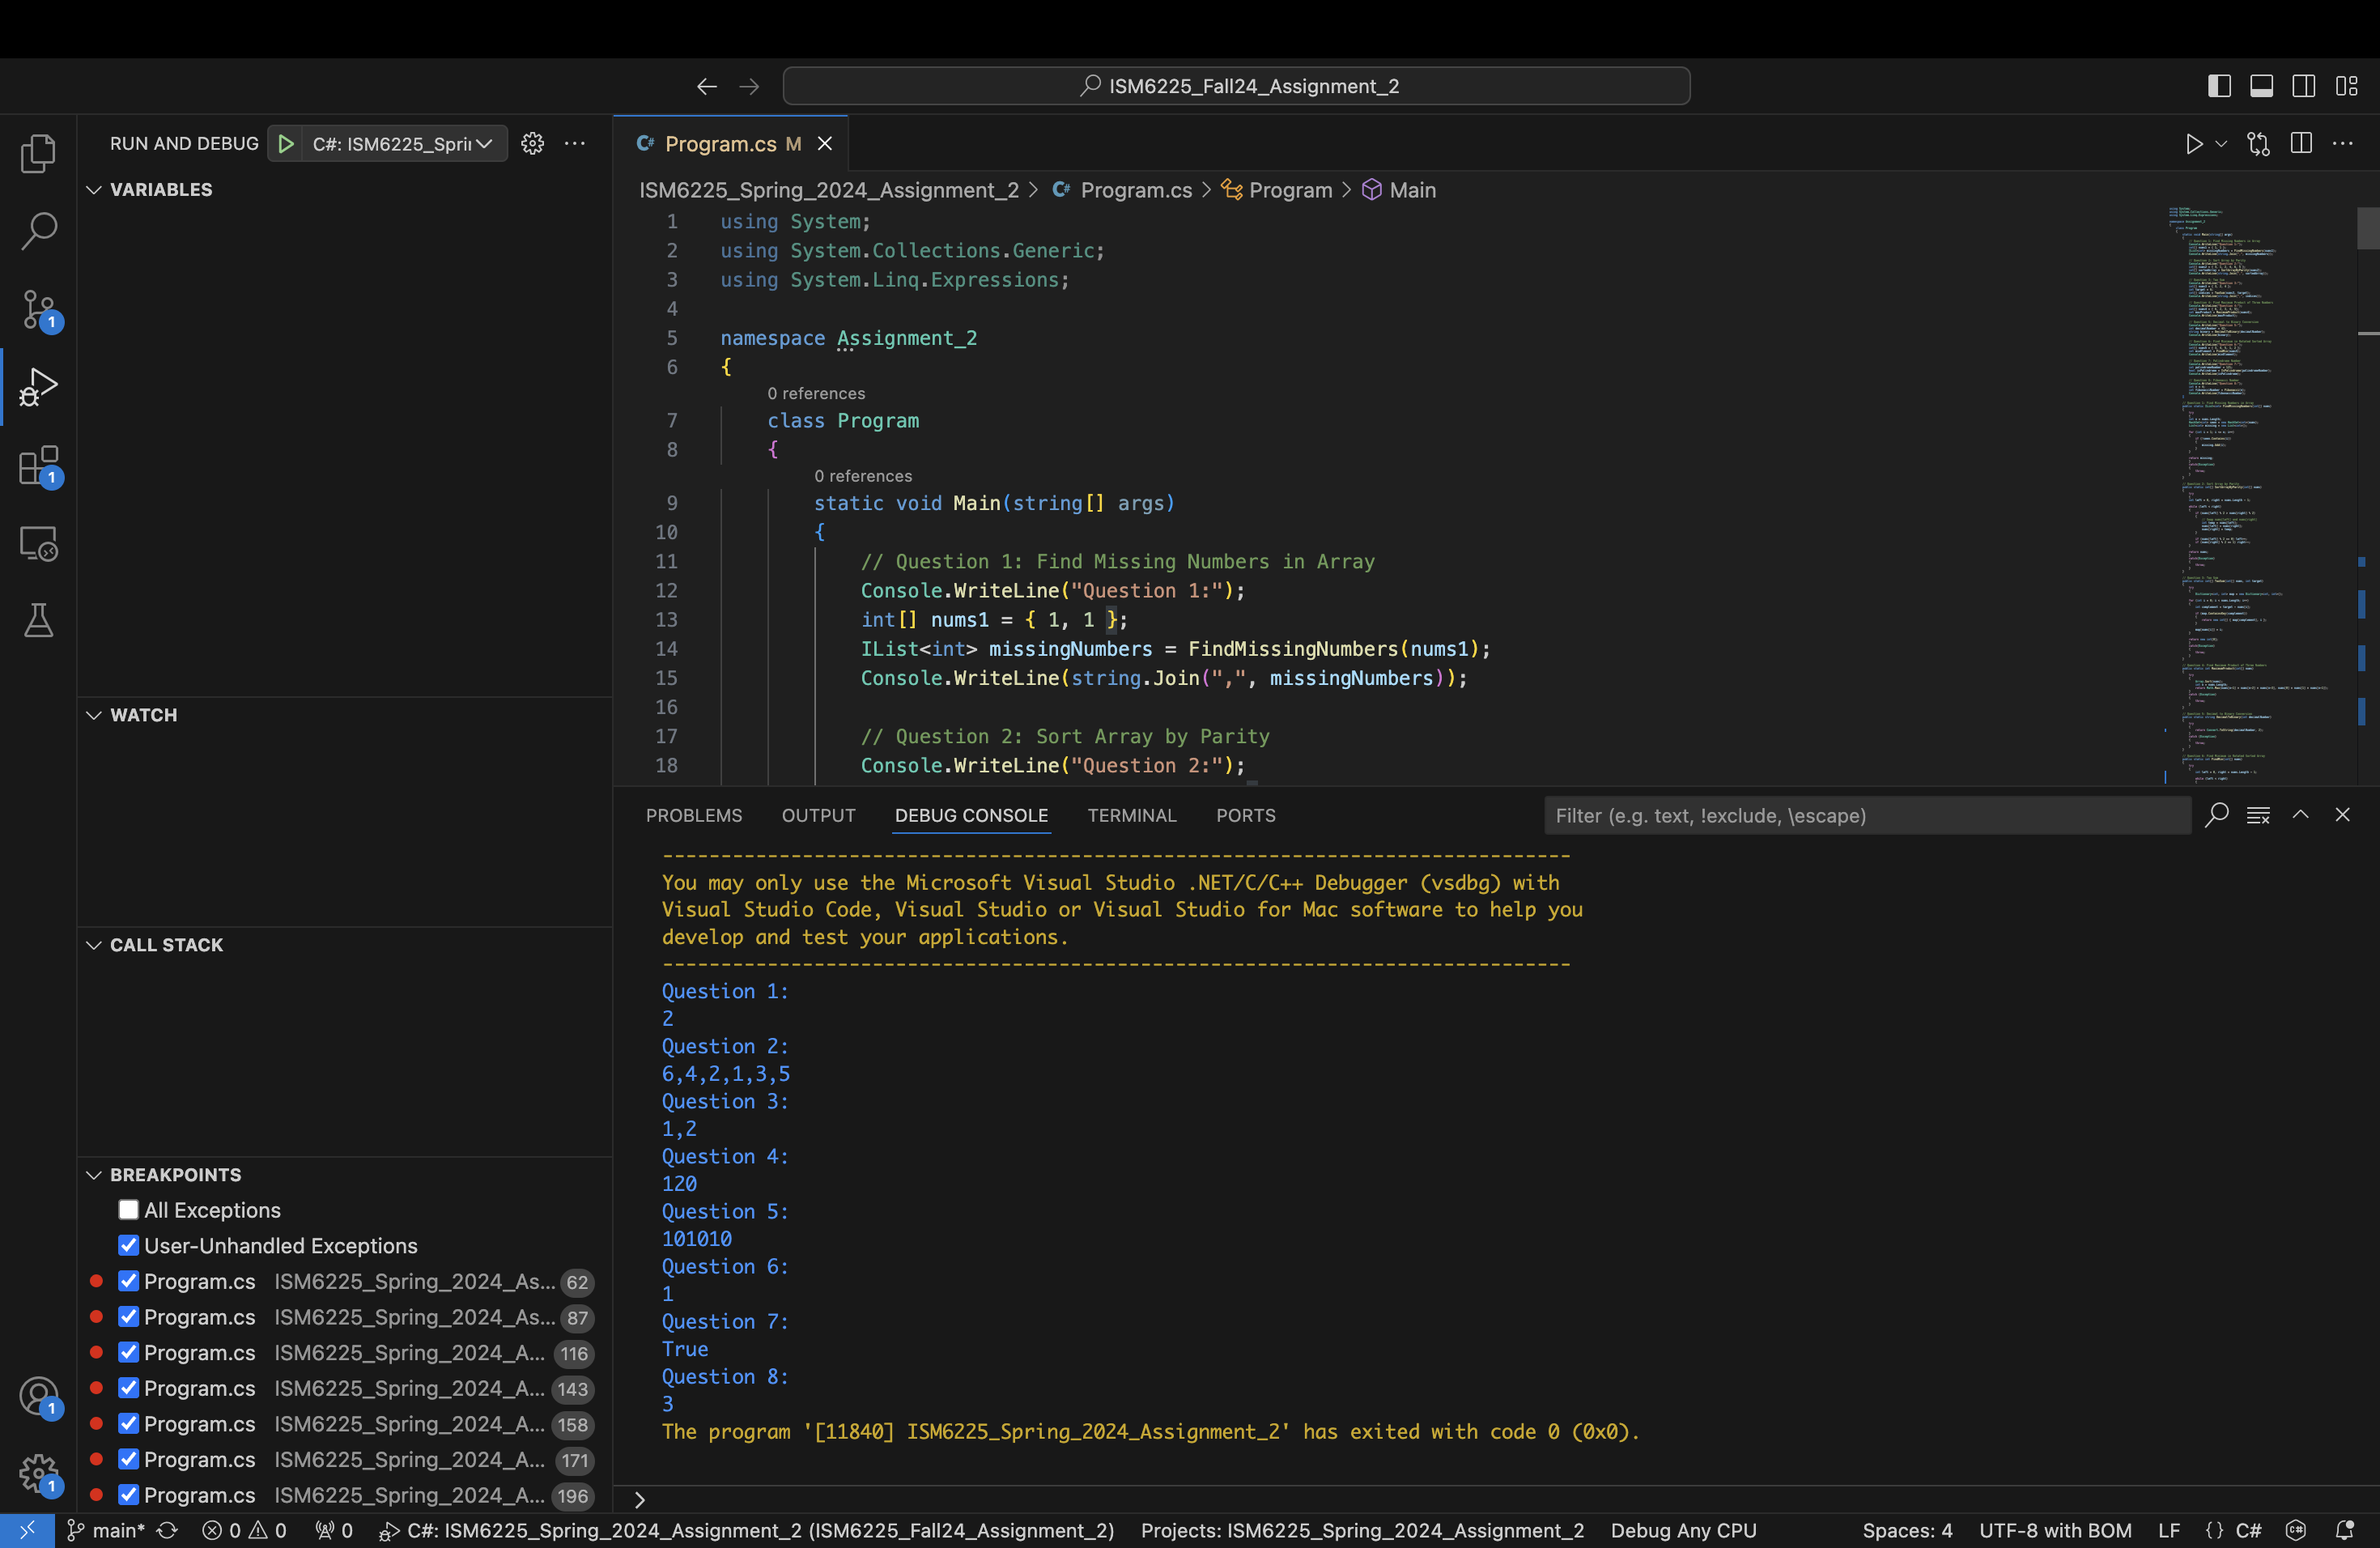 ISM6225_Fall24_Assignment_2
RUN AND DEBUG
C#: ISM6225_Spri
VARIABLES
WATCH
CALL STACK
BREAKPOINTS
All Exceptions
User-Unhandled Exceptions
Program.cs ISM6225_Spring_2024_As... 62
Program.cs ISM6225_Spring_2024_As... 87
Program.cs ISM6225_Spring_2024_A... 116
Program.cs ISM6225_Spring_2024_A... 143
Program.cs ISM6225_Spring_2024_A... 158
Program.cs ISM6225_Spring_2024_A... 171
Program.cs ISM6225_Spring_2024_A... 196
1
1
1
1
C# Program.cs M
ISM6225_Spring_2024_Assignment_2 > C# Program.cs > Program > Main
1 using System;
2 using System.Collections.Generic;
3 using System.Linq.Expressions;
4
5 namespace Assignment_2
6 {
0 references
7 class Program
8 {
0 references
9 static void Main(string[] args)
10 {
11 // Question 1: Find Missing Numbers in Array
12 Console.WriteLine("Question 1:");
13 int[] nums1 = { 1, 1 };
14 IList<int> missingNumbers = FindMissingNumbers(nums1);
15 Console.WriteLine(string.Join(",", missingNumbers));
16
17 // Question 2: Sort Array by Parity
18 Console.WriteLine("Question 2:");
PROBLEMS OUTPUT DEBUG CONSOLE TERMINAL PORTS
Filter (e.g. text, !exclude, \escape)
------------------------------------------------------------------------------
You may only use the Microsoft Visual Studio .NET/C/C++ Debugger (vsdbg) with
Visual Studio Code, Visual Studio or Visual Studio for Mac software to help you
develop and test your applications.
------------------------------------------------------------------------------
Question 1:
2
Question 2:
6,4,2,1,3,5
Question 3:
1,2
Question 4:
120
Question 5:
101010
Question 6:
1
Question 7:
True
Question 8:
3
The program '[11840] ISM6225_Spring_2024_Assignment_2' has exited with code 0 (0x0).
>
main* 0 0 0 C#: ISM6225_Spring_2024_Assignment_2 (ISM6225_Fall24_Assignment_2) Projects: ISM6225_Spring_2024_Assignment_2 Debug Any CPU Spaces: 4 UTF-8 with BOM LF {} C#